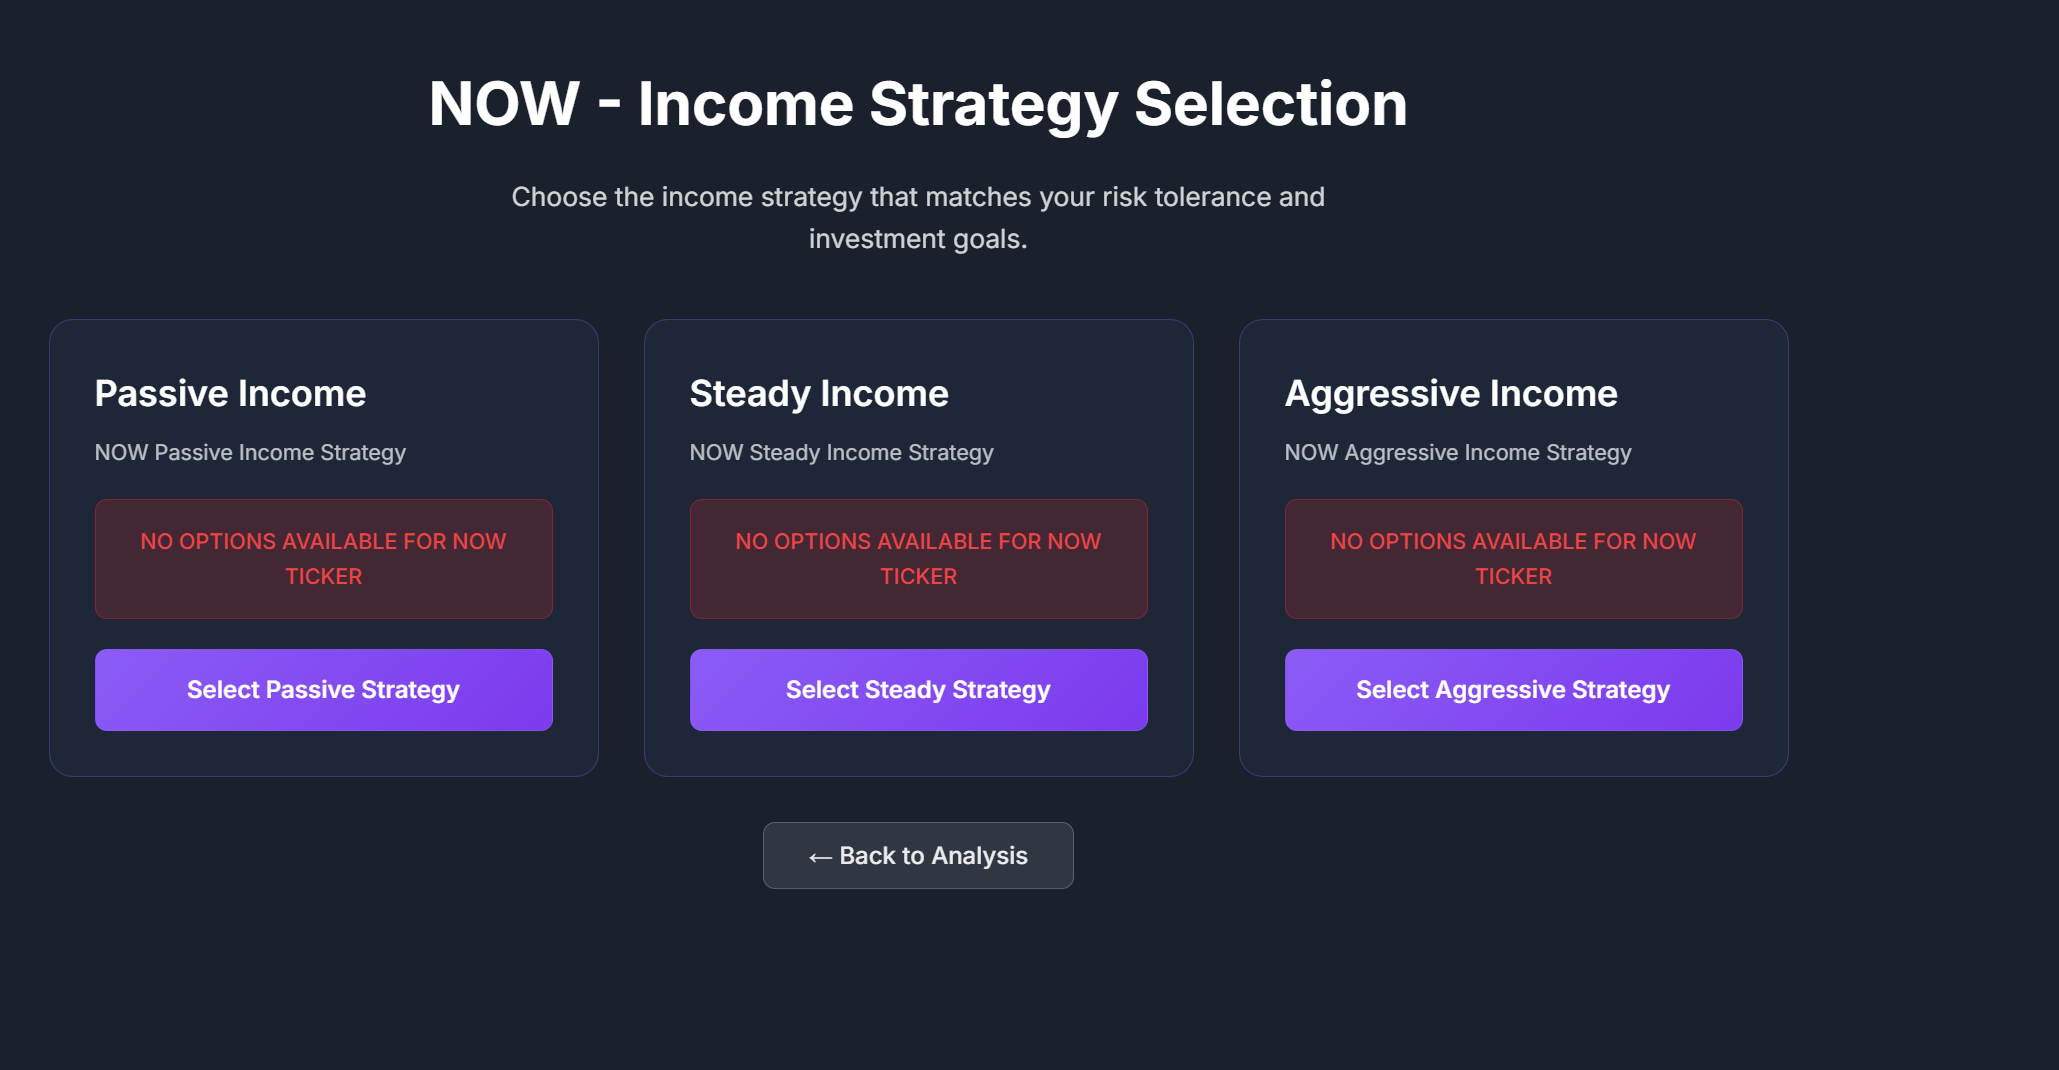 NOW - Income Strategy Selection
Choose the income strategy that matches your risk tolerance and
investment goals.
Passive Income
NOW Passive Income Strategy
NO OPTIONS AVAILABLE FOR NOW
TICKER
Select Passive Strategy
Steady Income
NOW Steady Income Strategy
NO OPTIONS AVAILABLE FOR NOW
TICKER
Select Steady Strategy
Aggressive Income
NOW Aggressive Income Strategy
NO OPTIONS AVAILABLE FOR NOW
TICKER
Select Aggressive Strategy
← Back to Analysis